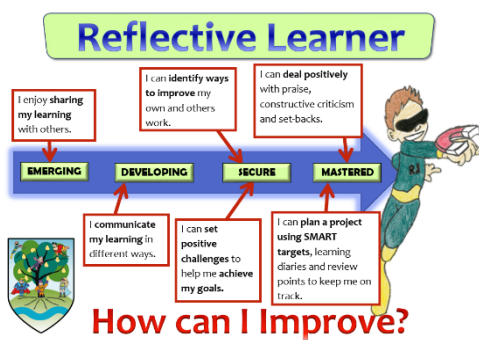 Reflective Learner
I enjoy sharing
my learning
with others.
I can identify ways
to improve my
own and others
work.
I can deal positively
with praise,
constructive criticism
and set-backs.
EMERGING
DEVELOPING
SECURE
MASTERED
I communicate
my learning in
different ways.
I can set
positive
challenges to
help me achieve
my goals.
I can plan a project
using SMART
targets, learning
diaries and review
points to keep me on
track.
How can I Improve?